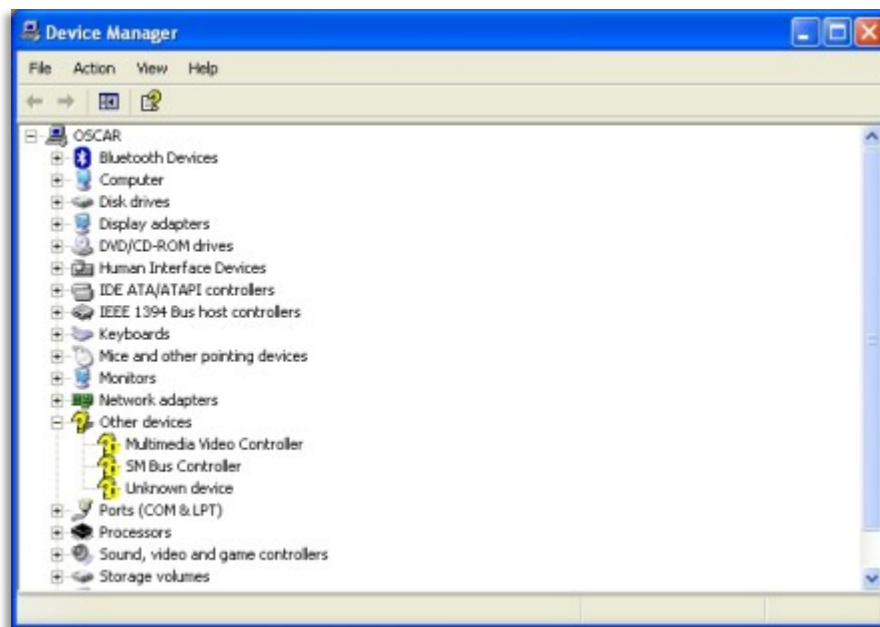 Device Manager
File Action View Help
OSCAR
Bluetooth Devices
Computer
Disk drives
Display adapters
DVD/CD-ROM drives
Human Interface Devices
IDE ATA/ATAPI controllers
IEEE 1394 Bus host controllers
Keyboards
Mice and other pointing devices
Monitors
Network adapters
Other devices
Multimedia Video Controller
SM Bus Controller
Unknown device
Ports (COM & LPT)
Processors
Sound, video and game controllers
Storage volumes